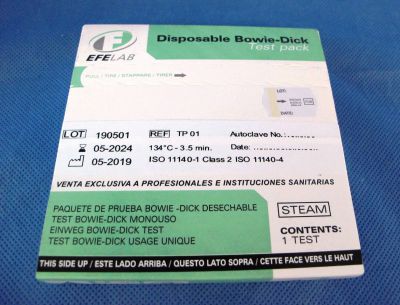 Disposable Bowie-Dick
Test pack
F
EFELAB
PULL / TIRE / STAPPARE / TIRER
LOT:
DATE:
LOT 190501 REF TP 01 Autoclave No.:
05-2024 134°C - 3.5 min. Date:
05-2019 ISO 11140-1 Class 2 ISO 11140-4
VENTA EXCLUSIVA A PROFESIONALES E INSTITUCIONES SANITARIAS
PAQUETE DE PRUEBA BOWIE -DICK DESECHABLE
TEST BOWIE-DICK MONOUSO
EINWEG BOWIE-DICK TEST
TEST BOWIE-DICK USAGE UNIQUE
STEAM
CONTENTS:
1 TEST
THIS SIDE UP / ESTE LADO ARRIBA / QUESTO LATO SOPRA / CETTE FACE VERS LE HAUT